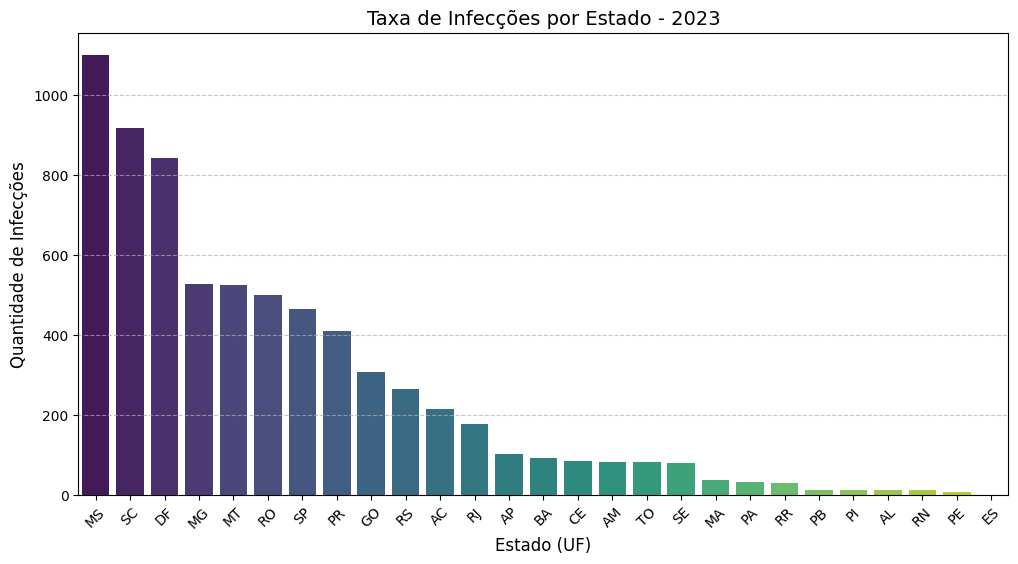 Taxa de Infecções por Estado - 2023
Quantidade de Infecções
1000
800
600
400
200
0
MS SC DF MG MT RO SP PR GO RS AC RJ AP BA CE AM TO SE MA PA RR PB PI AL RN PE ES
Estado (UF)